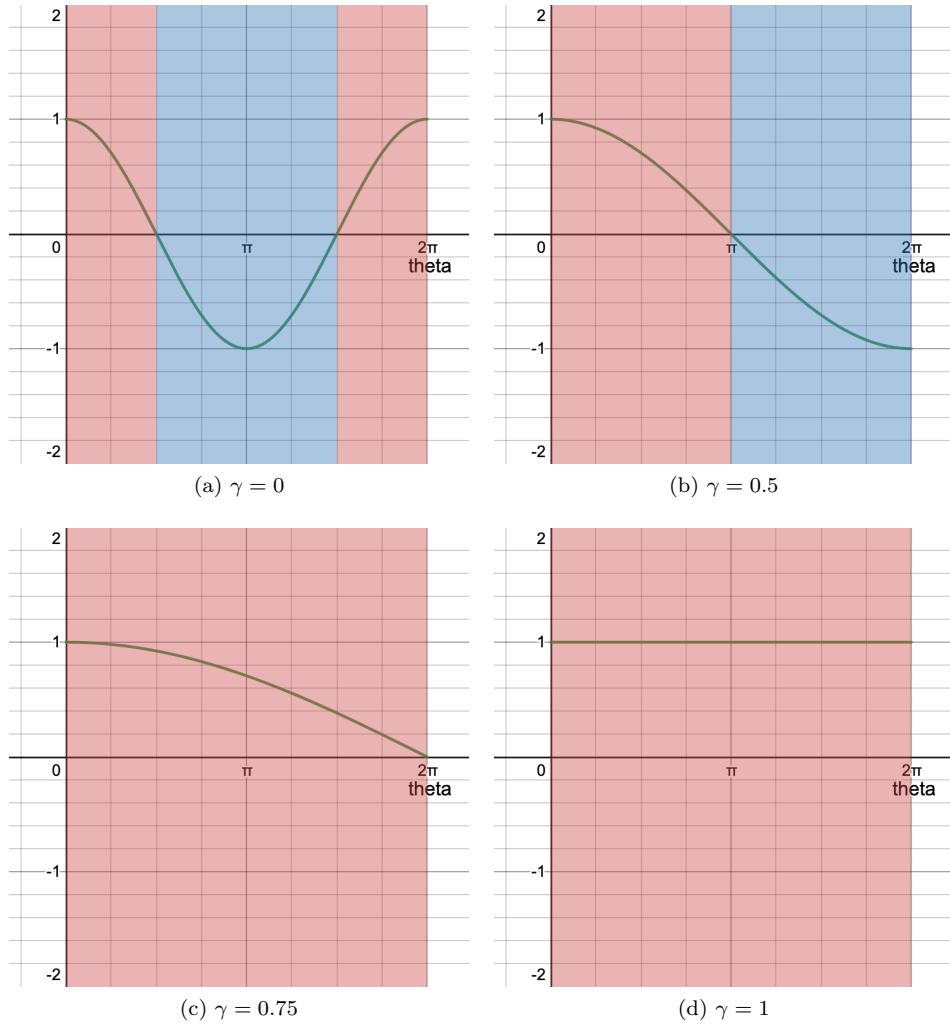 2
1
0
π
2π
theta
-1
-2
(a) γ = 0
2
1
0
π
2π
theta
-1
-2
(b) γ = 0.5
2
1
0
π
2π
theta
-1
-2
(c) γ = 0.75
2
1
0
π
2π
theta
-1
-2
(d) γ = 1